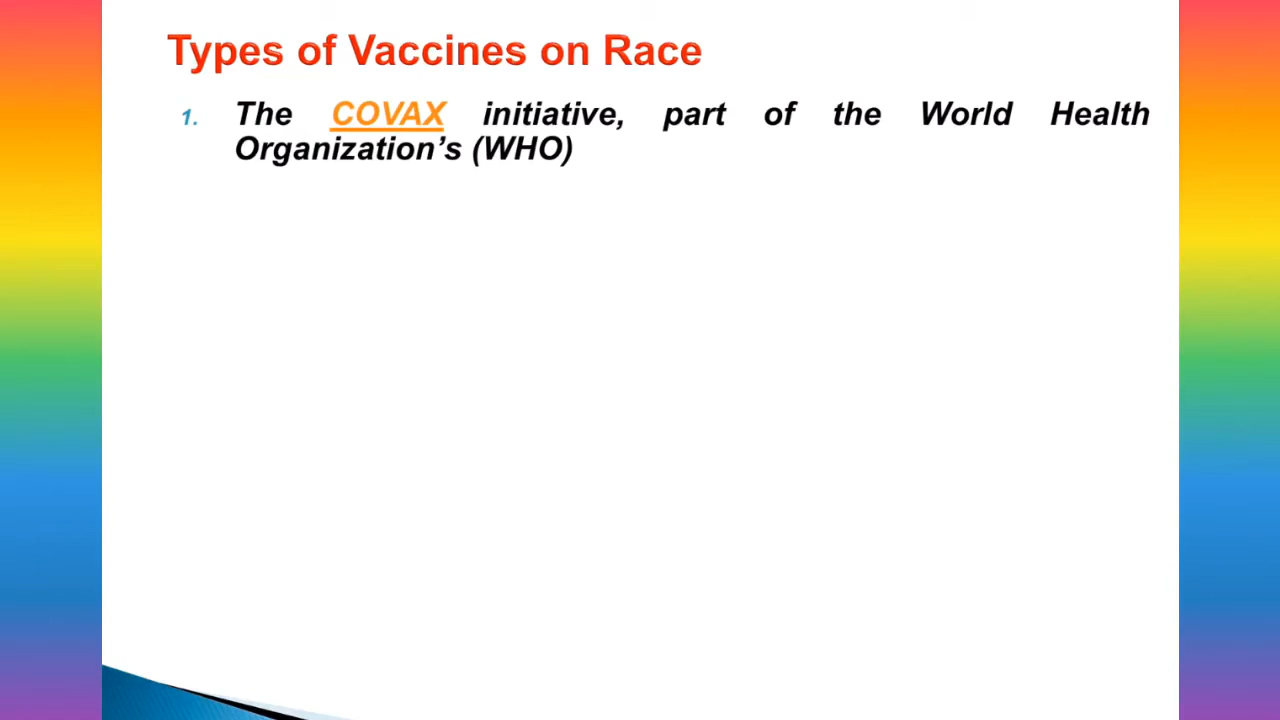 Types of Vaccines on Race
1. The COVAX initiative, part of the World Health
Organization’s (WHO)